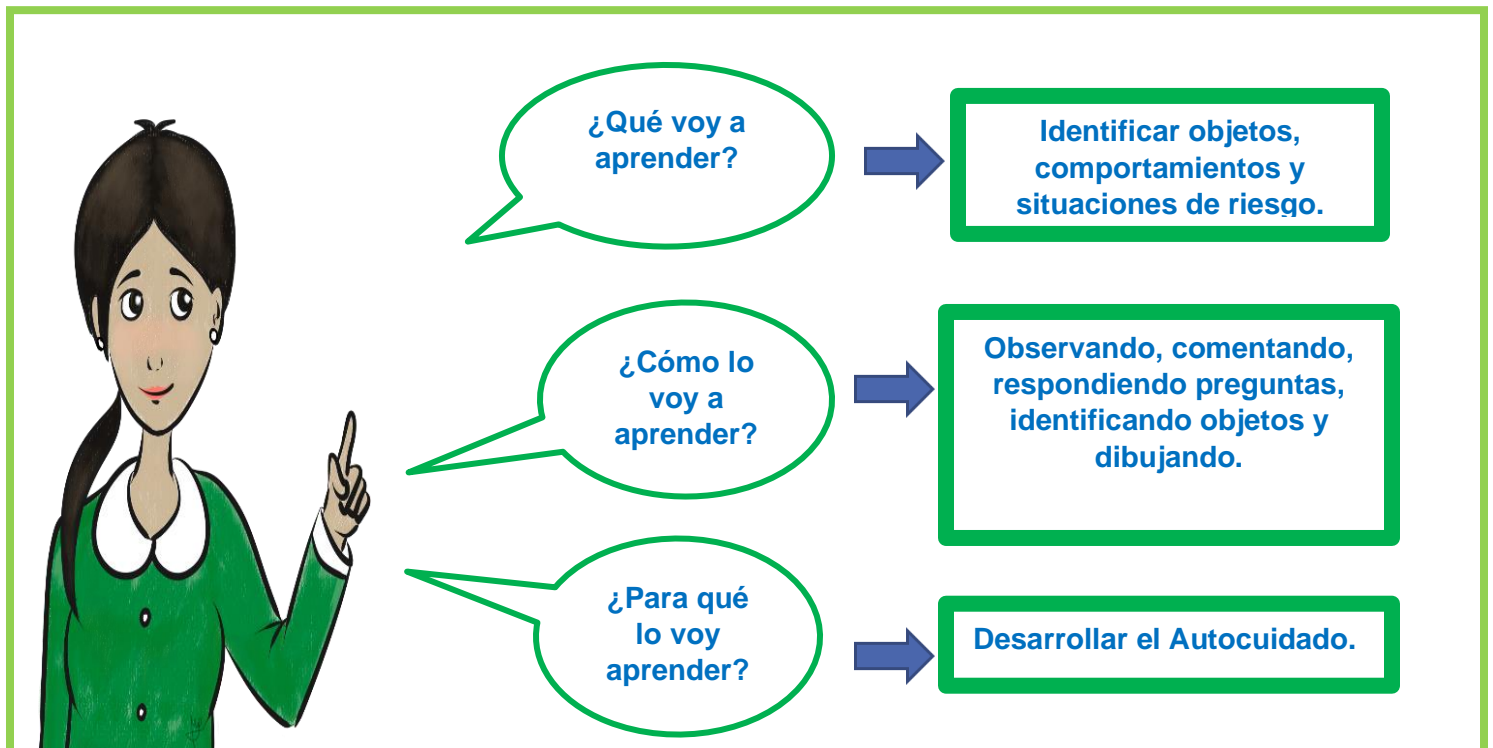 ¿Qué voy a
aprender?
Identificar objetos,
comportamientos y
situaciones de riesgo.
¿Cómo lo
voy a
aprender?
Observando, comentando,
respondiendo preguntas,
identificando objetos y
dibujando.
¿Para qué
lo voy
aprender?
Desarrollar el Autocuidado.